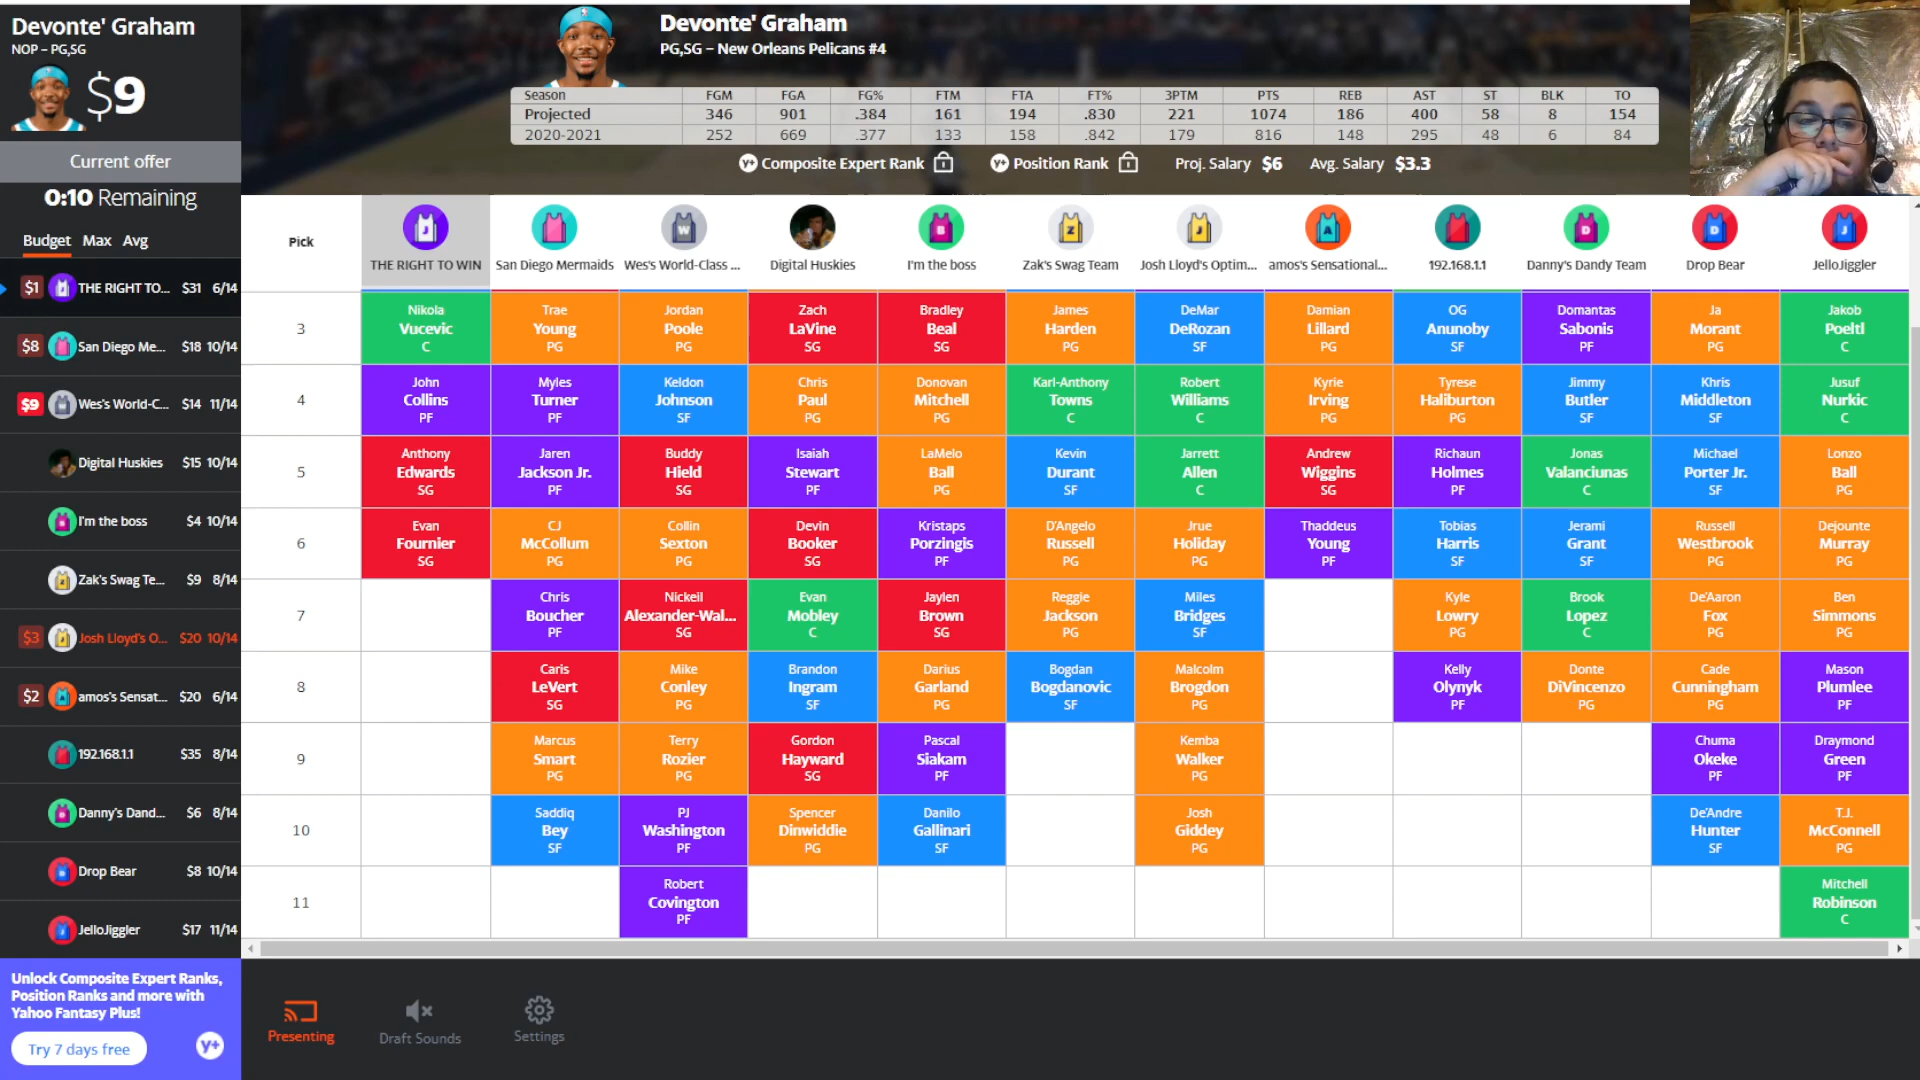 Devonte' Graham
NOP – PG,SG
$9
Current offer
0:10 Remaining
Budget Max Avg
$1 J THE RIGHT TO... $31 6/14
$8 San Diego Me... $18 10/14
$9 W Wes's World-C... $14 11/14
Digital Huskies $15 10/14
B I'm the boss $4 10/14
Z Zak's Swag Te... $9 8/14
$3 J Josh Lloyd's O... $20 10/14
$2 A amos's Sensat... $20 6/14
192.168.1.1 $35 8/14
D Danny's Dand... $6 8/14
D Drop Bear $8 10/14
J JelloJiggler $17 11/14
Unlock Composite Expert Ranks,
Position Ranks and more with
Yahoo Fantasy Plus!
Try 7 days free
y+
Devonte' Graham
PG,SG – New Orleans Pelicans #4
Season FGM FGA FG% FTM FTA FT% 3PTM PTS REB AST ST BLK TO
Projected 346 901 .384 161 194 .830 221 1074 186 400 58 8 154
2020-2021 252 669 .377 133 158 .842 179 816 148 295 48 6 84
y+ Composite Expert Rank y+ Position Rank Proj. Salary $6 Avg. Salary $3.3
J W B Z J A D D J
Pick THE RIGHT TO WIN San Diego Mermaids Wes's World-Class ... Digital Huskies I'm the boss Zak's Swag Team Josh Lloyd's Optim... amos's Sensational... 192.168.1.1 Danny's Dandy Team Drop Bear JelloJiggler
Nikola Trae Jordan Zach Bradley James DeMar Damian OG Domantas Ja Jakob
3 Vucevic Young Poole LaVine Beal Harden DeRozan Lillard Anunoby Sabonis Morant Poeltl
C PG PG SG SG PG SF PG SF PF PG C
John Myles Keldon Chris Donovan Karl-Anthony Robert Kyrie Tyrese Jimmy Khris Jusuf
4 Collins Turner Johnson Paul Mitchell Towns Williams Irving Haliburton Butler Middleton Nurkic
PF PF SF PG PG C C PG PG SF SF C
Anthony Jaren Buddy Isaiah LaMelo Kevin Jarrett Andrew Richaun Jonas Michael Lonzo
5 Edwards Jackson Jr. Hield Stewart Ball Durant Allen Wiggins Holmes Valanciunas Porter Jr. Ball
SG PF SG PF PG SF C SG PF C SF PG
Evan CJ Collin Devin Kristaps D'Angelo Jrue Thaddeus Tobias Jerami Russell Dejounte
6 Fournier McCollum Sexton Booker Porzingis Russell Holiday Young Harris Grant Westbrook Murray
SG PG PG SG PF PG PG PF SF SF PG PG
Chris Nickeil Evan Jaylen Reggie Miles Kyle Brook De'Aaron Ben
7 Boucher Alexander-Wal... Mobley Brown Jackson Bridges Lowry Lopez Fox Simmons
PF SG C SG PG SF PG C PG PG
Caris Mike Brandon Darius Bogdan Malcolm Kelly Donte Cade Mason
8 LeVert Conley Ingram Garland Bogdanovic Brogdon Olynyk DiVincenzo Cunningham Plumlee
SG PG SF PG SF PG PF PG PG PF
Marcus Terry Gordon Pascal Kemba Chuma Draymond
9 Smart Rozier Hayward Siakam Walker Okeke Green
PG PG SG PF PG PF PF
Saddiq PJ Spencer Danilo Josh De'Andre T.J.
10 Bey Washington Dinwiddie Gallinari Giddey Hunter McConnell
SF PF PG SF PG SF PG
Robert Mitchell
11 Covington Robinson
PF C
Presenting Draft Sounds Settings